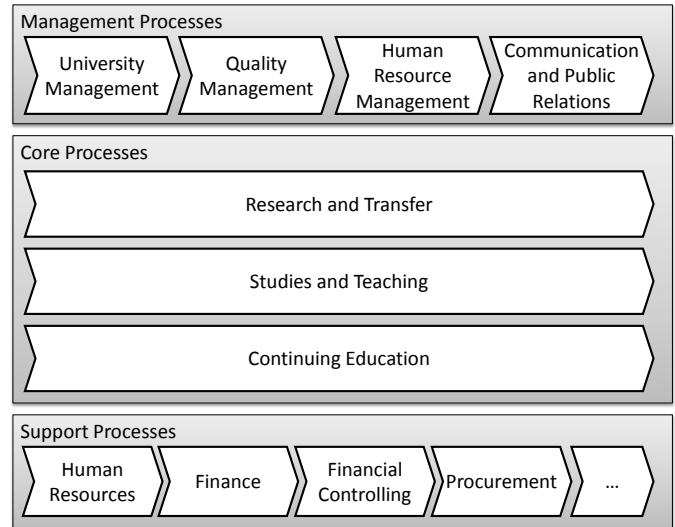 Management Processes
University
Management
Quality
Management
Human
Resource
Management
Communication
and Public
Relations
Core Processes
Research and Transfer
Studies and Teaching
Continuing Education
Support Processes
Human
Resources
Finance
Financial
Controlling
Procurement
...